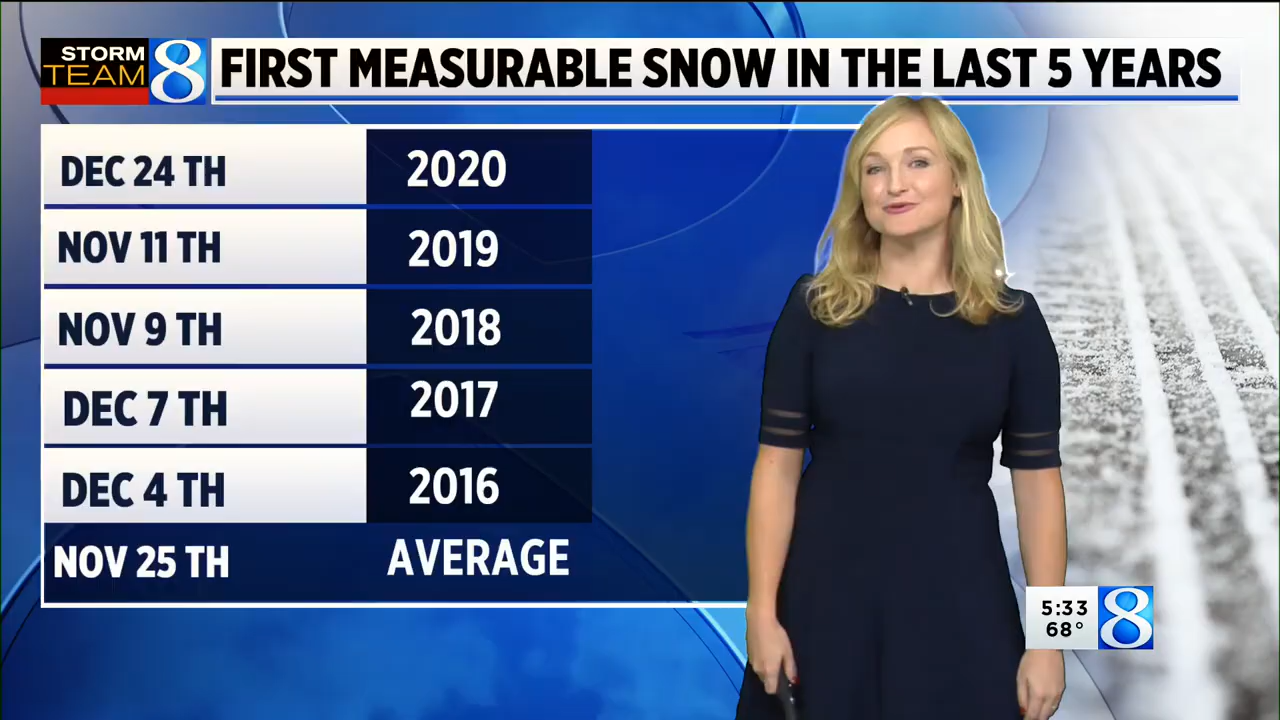 STORM
TEAM 8
FIRST MEASURABLE SNOW IN THE LAST 5 YEARS
DEC 24 TH 2020
NOV 11 TH 2019
NOV 9 TH 2018
DEC 7 TH 2017
DEC 4 TH 2016
NOV 25 TH AVERAGE
5:33
68° 8